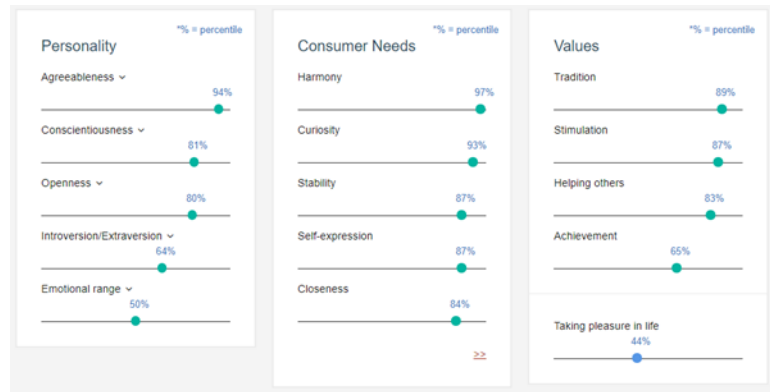 *% = percentile
Personality
Agreeableness
94%
Conscientiousness
81%
Openness
80%
Introversion/Extraversion
64%
Emotional range
50%
*% = percentile
Consumer Needs
Harmony
97%
Curiosity
93%
Stability
87%
Self-expression
87%
Closeness
84%
>>
*% = percentile
Values
Tradition
89%
Stimulation
87%
Helping others
83%
Achievement
65%
Taking pleasure in life
44%